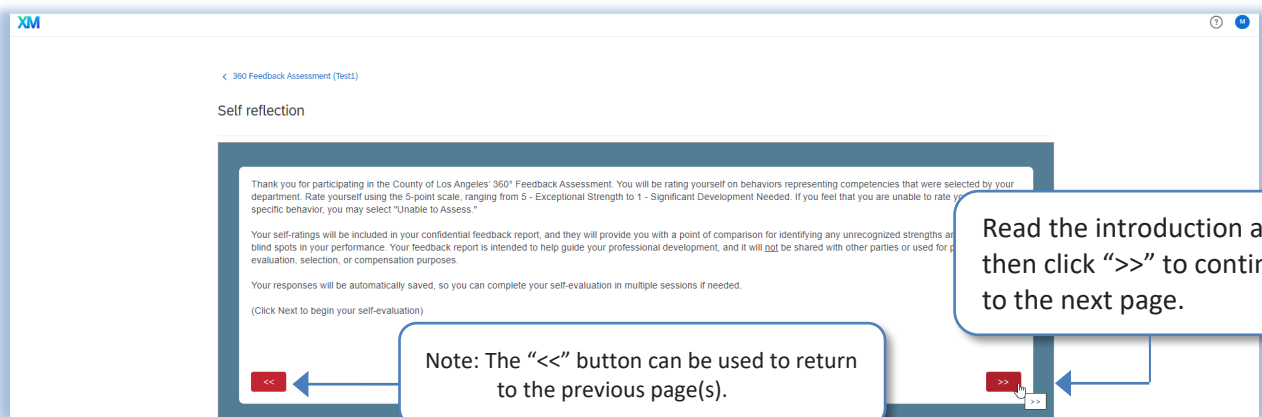 XM
?
M
< 360 Feedback Assessment (Test1)
Self reflection
Thank you for participating in the County of Los Angeles' 360° Feedback Assessment. You will be rating yourself on behaviors representing competencies that were selected by your
department. Rate yourself using the 5-point scale, ranging from 5 - Exceptional Strength to 1 - Significant Development Needed. If you feel that you are unable to rate
specific behavior, you may select "Unable to Assess."
Your self-ratings will be included in your confidential feedback report, and they will provide you with a point of comparison for identifying any unrecognized strengths
blind spots in your performance. Your feedback report is intended to help guide your professional development, and it will not be shared with other parties or used for
evaluation, selection, or compensation purposes.
Your responses will be automatically saved, so you can complete your self-evaluation in multiple sessions if needed.
(Click Next to begin your self-evaluation)
Read the introduction
then click “>>” to
to the next page.
Note: The “<<” button can be used to return
to the previous page(s).
<<
>>
>>